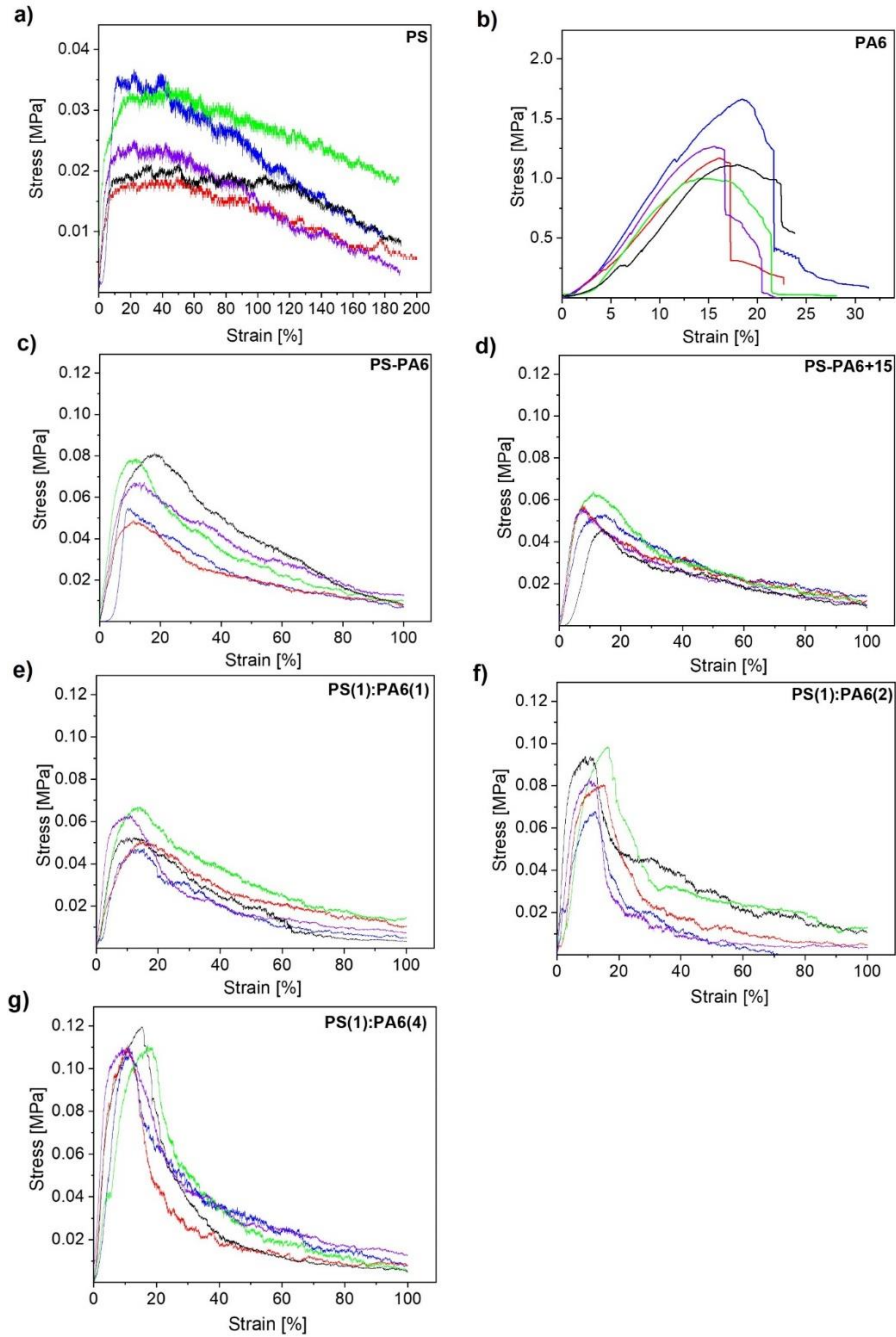 a)
PS
0.04
0.03
0.02
0.01
Stress [MPa]
0 20 40 60 80 100 120 140 160 180 200
Strain [%]
b)
PA6
2.0
1.5
1.0
0.5
Stress [MPa]
0 5 10 15 20 25 30
Strain [%]
c)
PS-PA6
0.12
0.10
0.08
0.06
0.04
0.02
Stress [MPa]
0 20 40 60 80 100
Strain [%]
d)
PS-PA6+15
0.12
0.10
0.08
0.06
0.04
0.02
Stress [MPa]
0 20 40 60 80 100
Strain [%]
e)
PS(1):PA6(1)
0.12
0.10
0.08
0.06
0.04
0.02
Stress [MPa]
0 20 40 60 80 100
Strain [%]
f)
PS(1):PA6(2)
0.12
0.10
0.08
0.06
0.04
0.02
Stress [MPa]
0 20 40 60 80 100
Strain [%]
g)
PS(1):PA6(4)
0.12
0.10
0.08
0.06
0.04
0.02
Stress [MPa]
0 20 40 60 80 100
Strain [%]